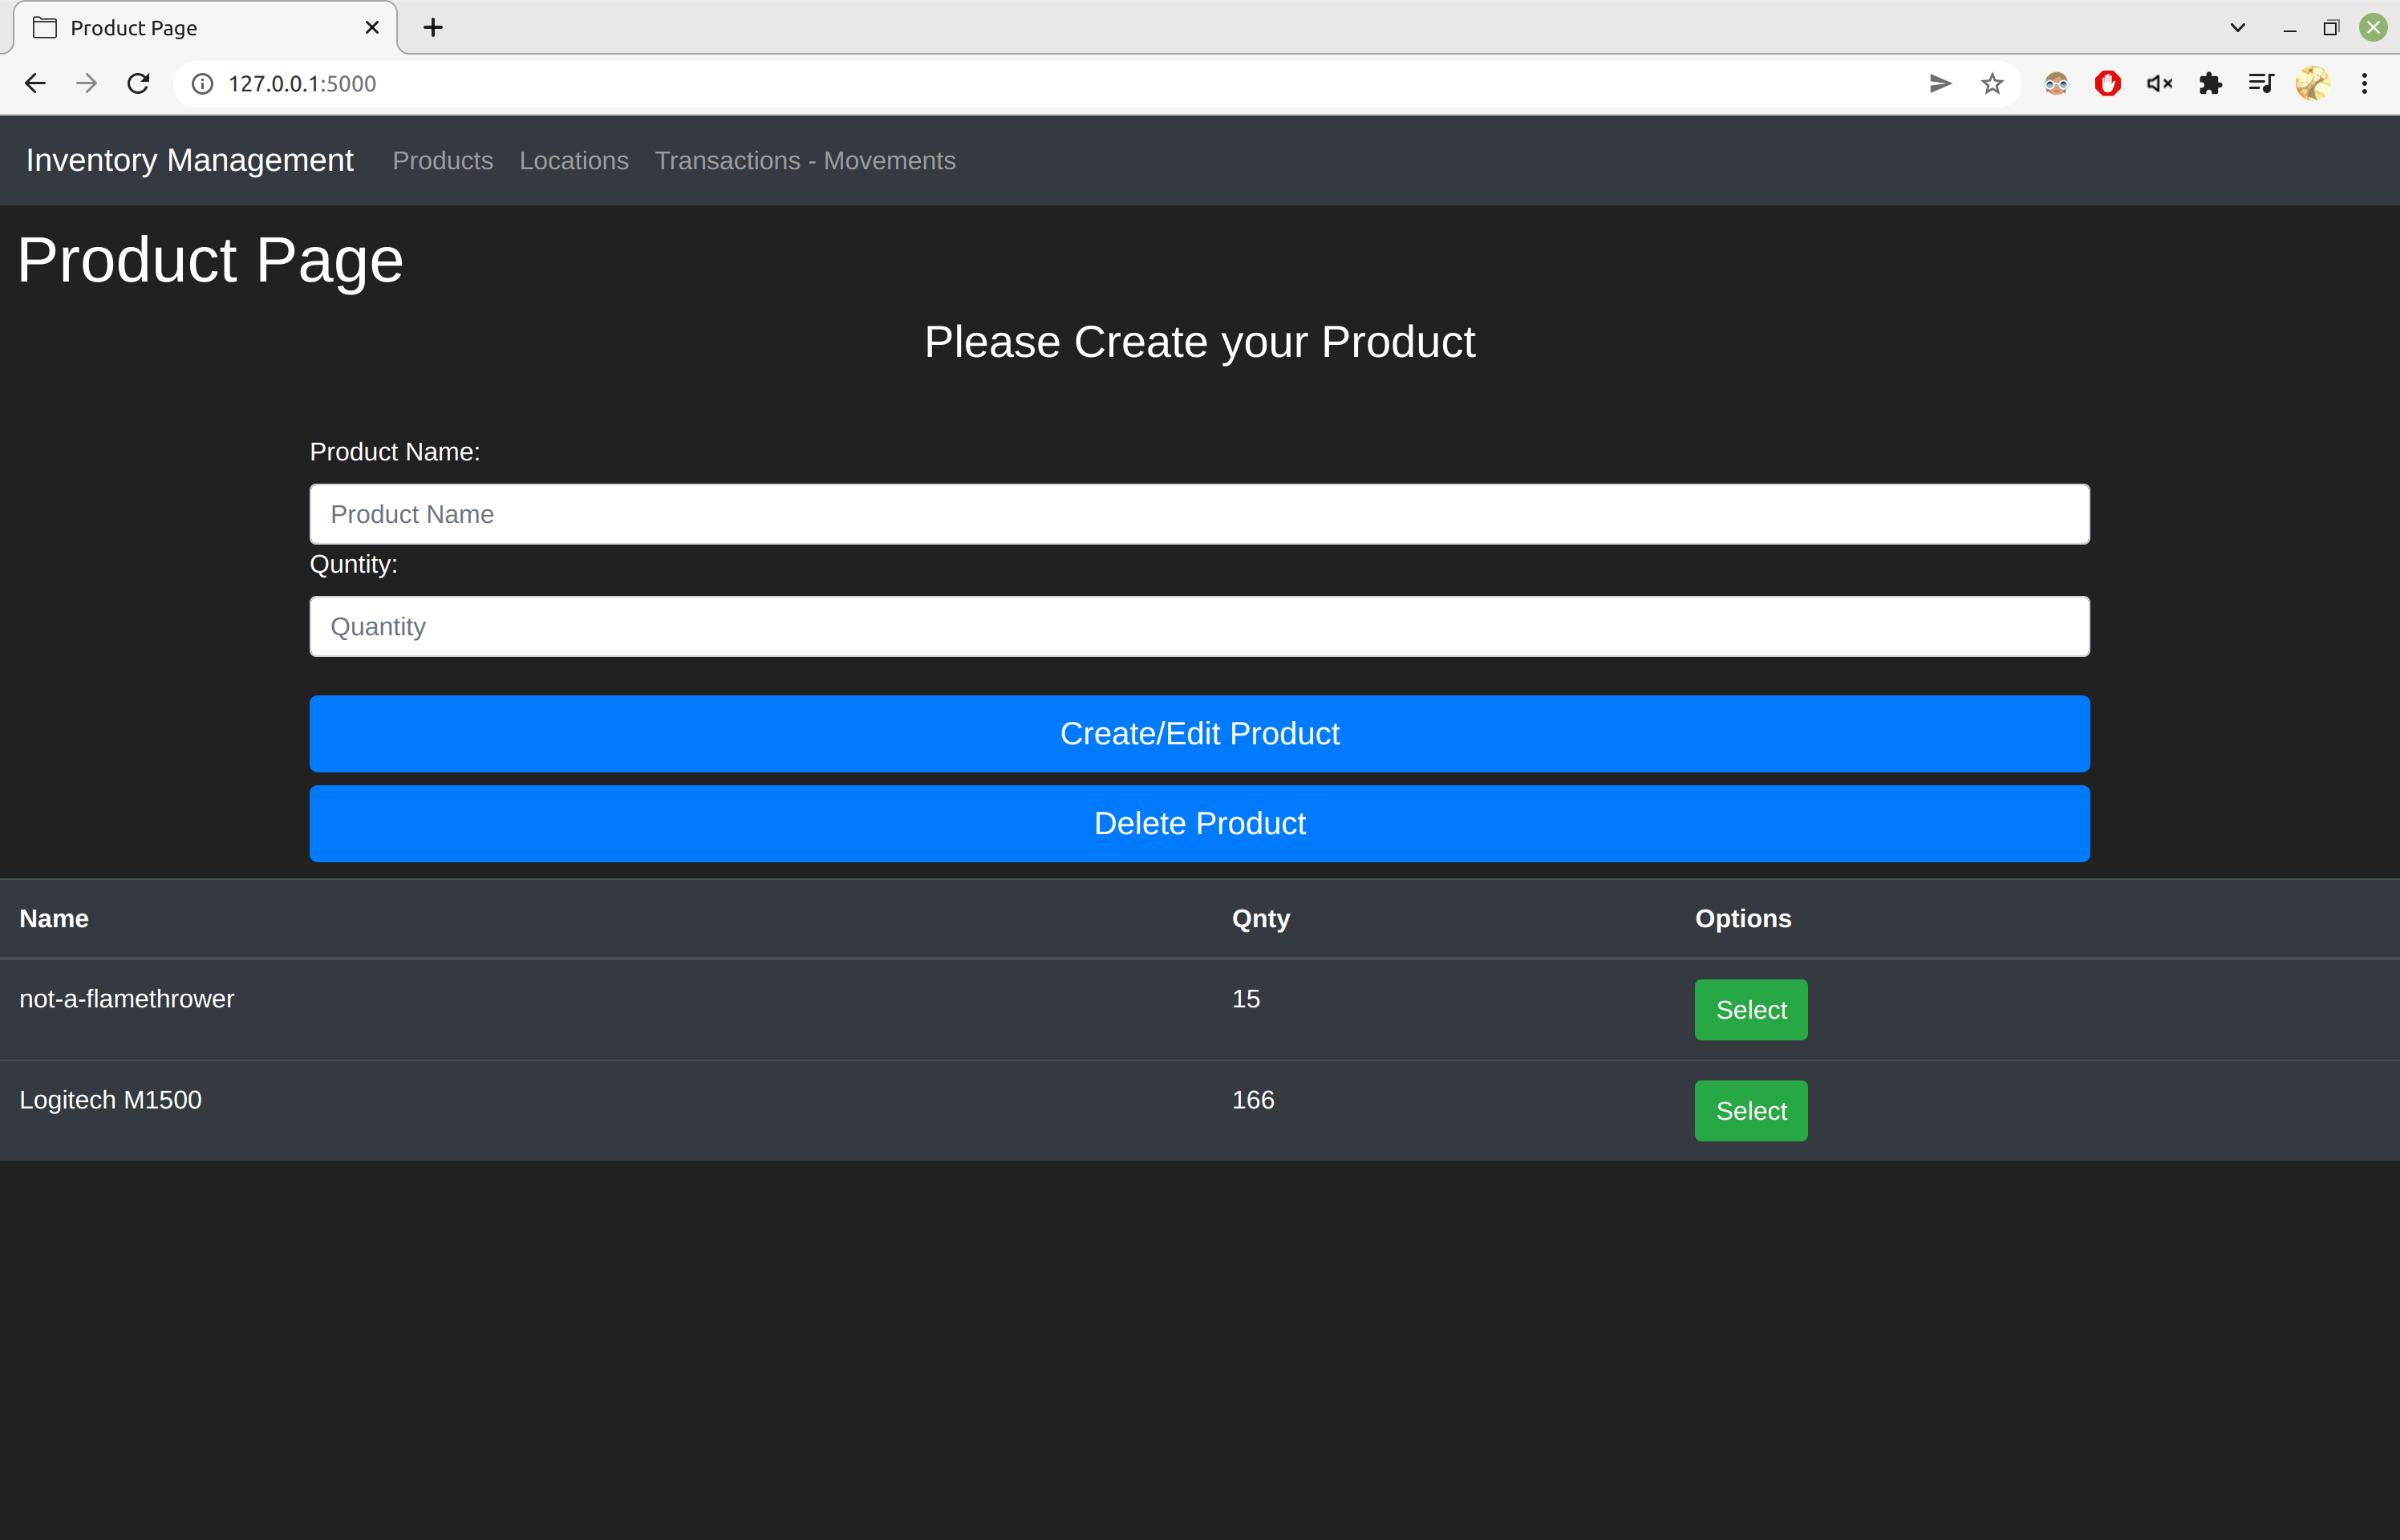 Product Page
127.0.0.1:5000
Inventory Management Products Locations Transactions - Movements
Product Page
Please Create your Product
Product Name:
Product Name
Quntity:
Quantity
Create/Edit Product
Delete Product
Name Qnty Options
not-a-flamethrower 15 Select
Logitech M1500 166 Select